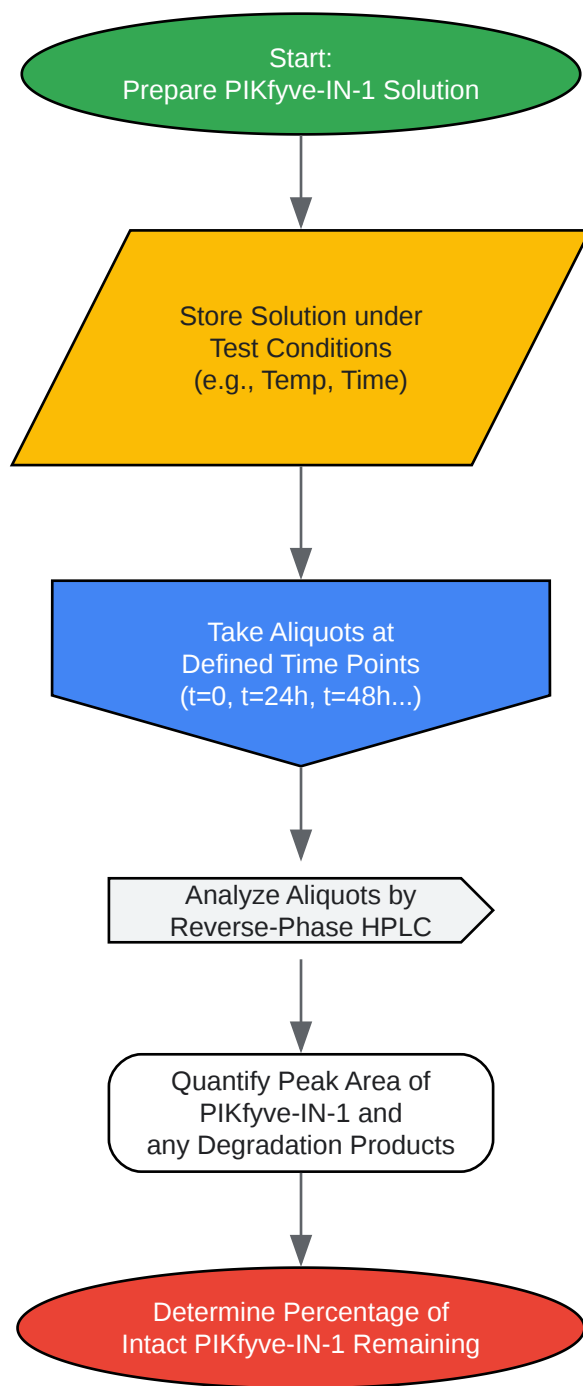 Start:
Prepare PIKfyve-IN-1 Solution
Store Solution under
Test Conditions
(e.g., Temp, Time)
Take Aliquots at
Defined Time Points
(t=0, t=24h, t=48h...)
Analyze Aliquots by
Reverse-Phase HPLC
Quantify Peak Area of
PIKfyve-IN-1 and
any Degradation Products
Determine Percentage of
Intact PIKfyve-IN-1 Remaining